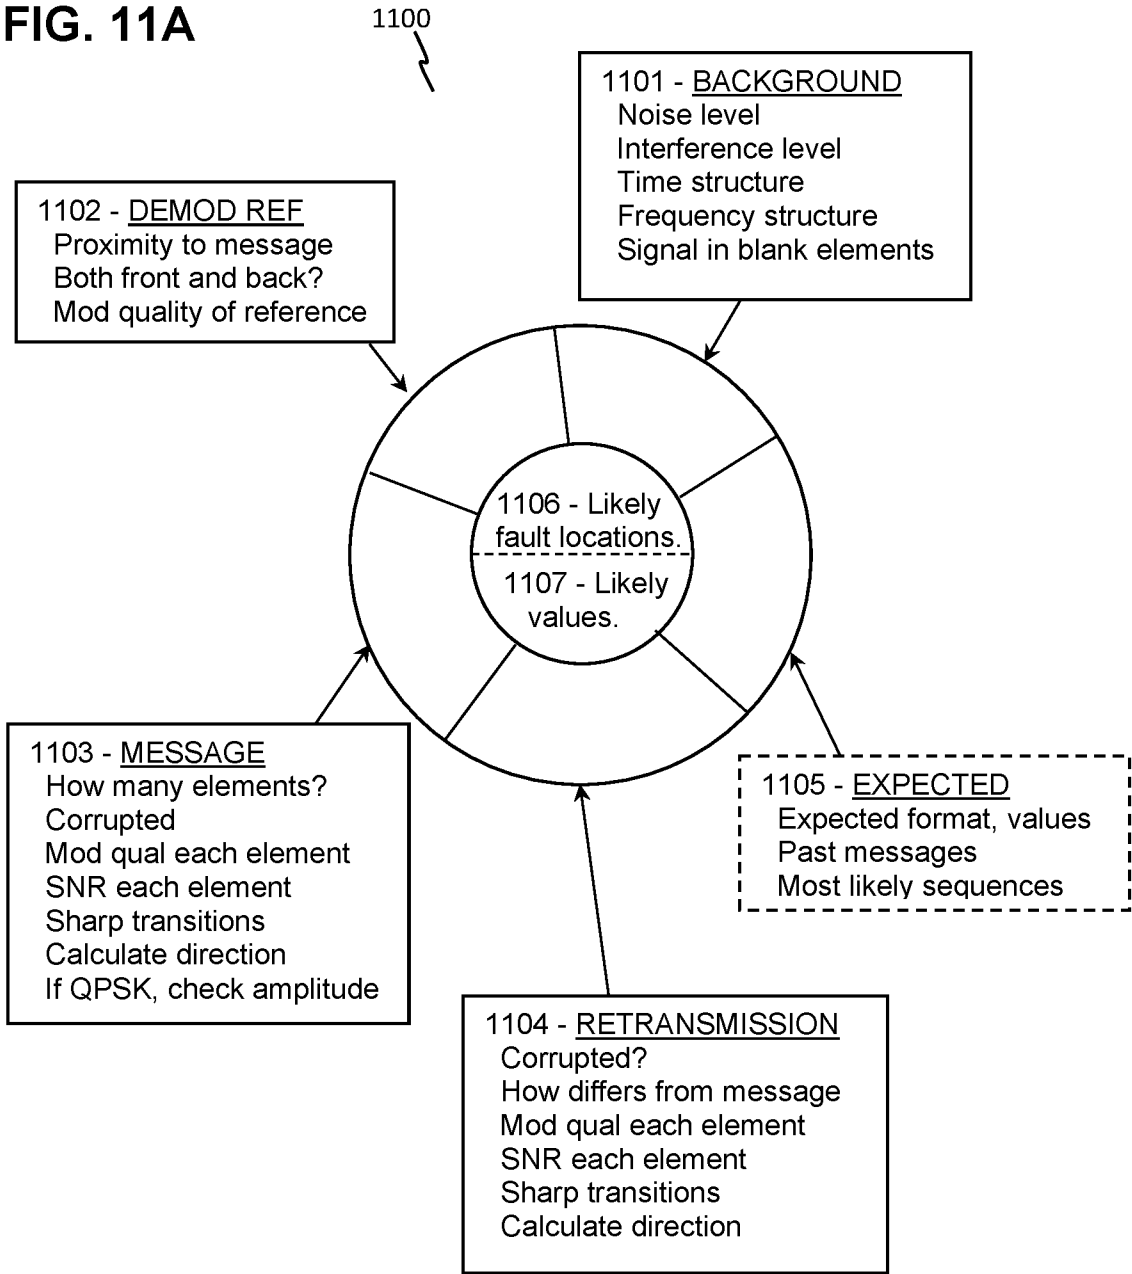 FIG. 11A
1100
1101 - BACKGROUND
Noise level
Interference level
Time structure
Frequency structure
Signal in blank elements
1102 - DEMOD REF
Proximity to message
Both front and back?
Mod quality of reference
1106 - Likely
fault locations.
1107 - Likely
values.
1103 - MESSAGE
How many elements?
Corrupted
Mod qual each element
SNR each element
Sharp transitions
Calculate direction
If QPSK, check amplitude
1105 - EXPECTED
Expected format, values
Past messages
Most likely sequences
1104 - RETRANSMISSION
Corrupted?
How differs from message
Mod qual each element
SNR each element
Sharp transitions
Calculate direction